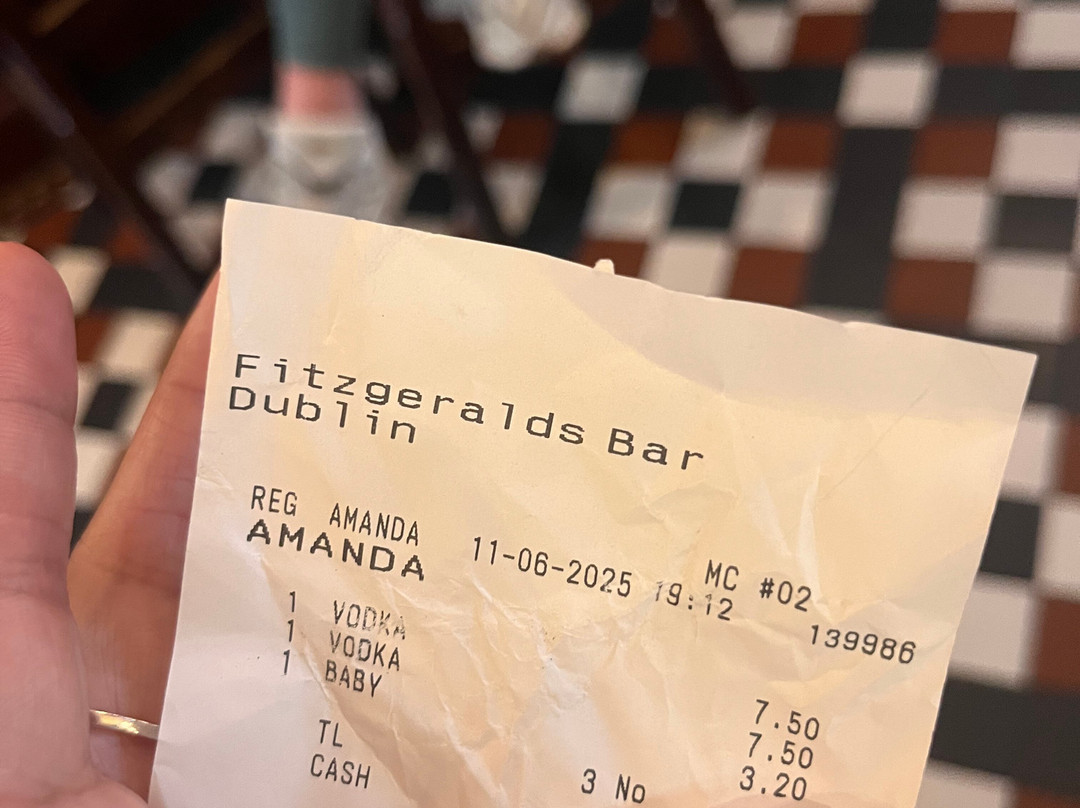 Fitzgeralds Bar
Dublin
REG AMANDA MC #02
AMANDA 11-06-2025 19:12 139986
1 VODKA 7.50
1 VODKA 7.50
1 BABY 3.20
TL 3 No
CASH